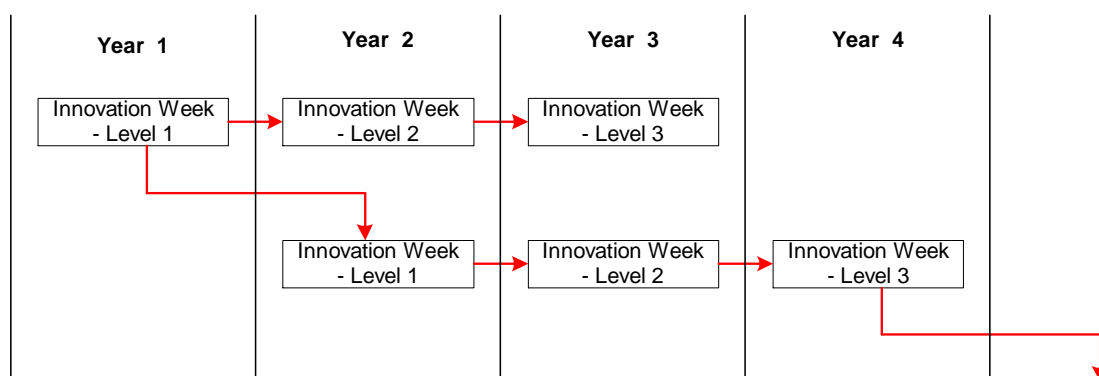 Year 1
Year 2
Year 3
Year 4
Innovation Week
- Level 1
Innovation Week
- Level 2
Innovation Week
- Level 3
Innovation Week
- Level 1
Innovation Week
- Level 2
Innovation Week
- Level 3